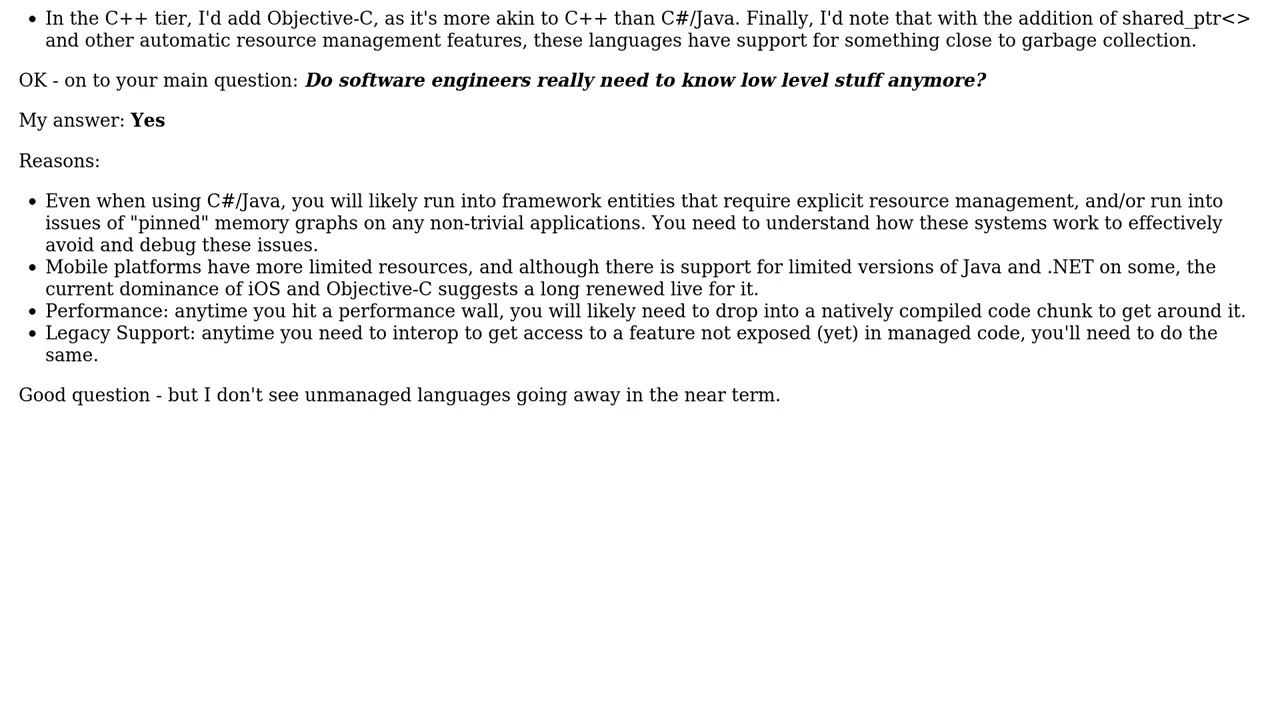 • In the C++ tier, I'd add Objective-C, as it's more akin to C++ than C#/Java. Finally, I'd note that with the addition of shared_ptr<>
and other automatic resource management features, these languages have support for something close to garbage collection.
OK - on to your main question: Do software engineers really need to know low level stuff anymore?
My answer: Yes
Reasons:
• Even when using C#/Java, you will likely run into framework entities that require explicit resource management, and/or run into
issues of "pinned" memory graphs on any non-trivial applications. You need to understand how these systems work to effectively
avoid and debug these issues.
• Mobile platforms have more limited resources, and although there is support for limited versions of Java and .NET on some, the
current dominance of iOS and Objective-C suggests a long renewed live for it.
• Performance: anytime you hit a performance wall, you will likely need to drop into a natively compiled code chunk to get around it.
• Legacy Support: anytime you need to interop to get access to a feature not exposed (yet) in managed code, you'll need to do the
same.
Good question - but I don't see unmanaged languages going away in the near term.